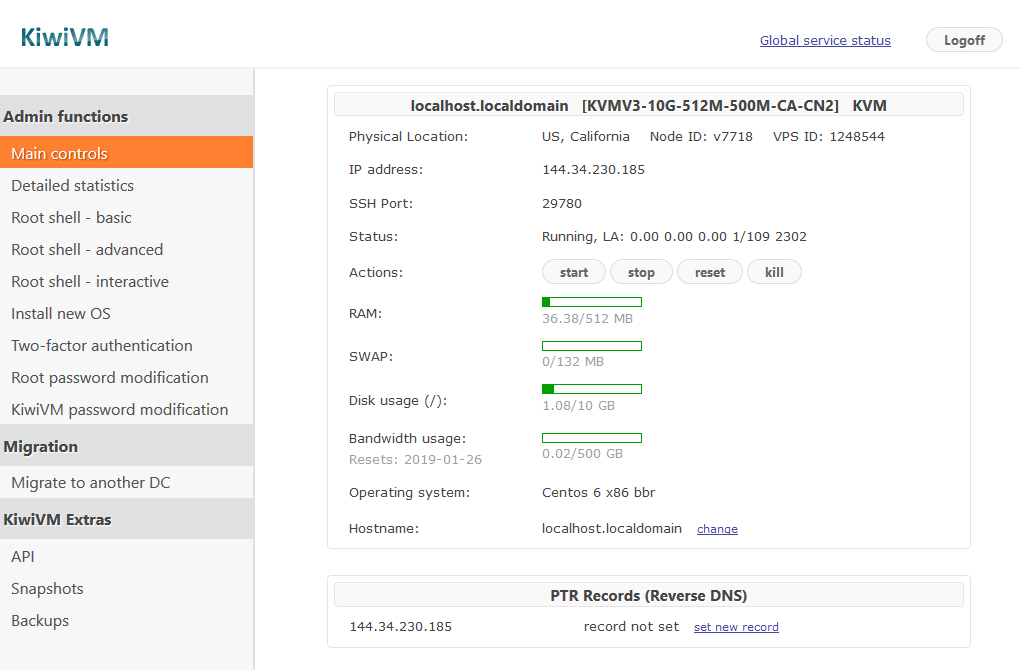 KiwiVM
Global service status
Logoff
Admin functions
Main controls
Detailed statistics
Root shell - basic
Root shell - advanced
Root shell - interactive
Install new OS
Two-factor authentication
Root password modification
KiwiVM password modification
Migration
Migrate to another DC
KiwiVM Extras
API
Snapshots
Backups
localhost.localdomain [KVMV3-10G-512M-500M-CA-CN2] KVM
Physical Location: US, California Node ID: v7718 VPS ID: 1248544
IP address: 144.34.230.185
SSH Port: 29780
Status: Running, LA: 0.00 0.00 0.00 1/109 2302
Actions: start stop reset kill
RAM:
36.38/512 MB
SWAP:
0/132 MB
Disk usage (/):
1.08/10 GB
Bandwidth usage:
Resets: 2019-01-26
0.02/500 GB
Operating system: Centos 6 x86 bbr
Hostname: localhost.localdomain change
PTR Records (Reverse DNS)
144.34.230.185 record not set set new record